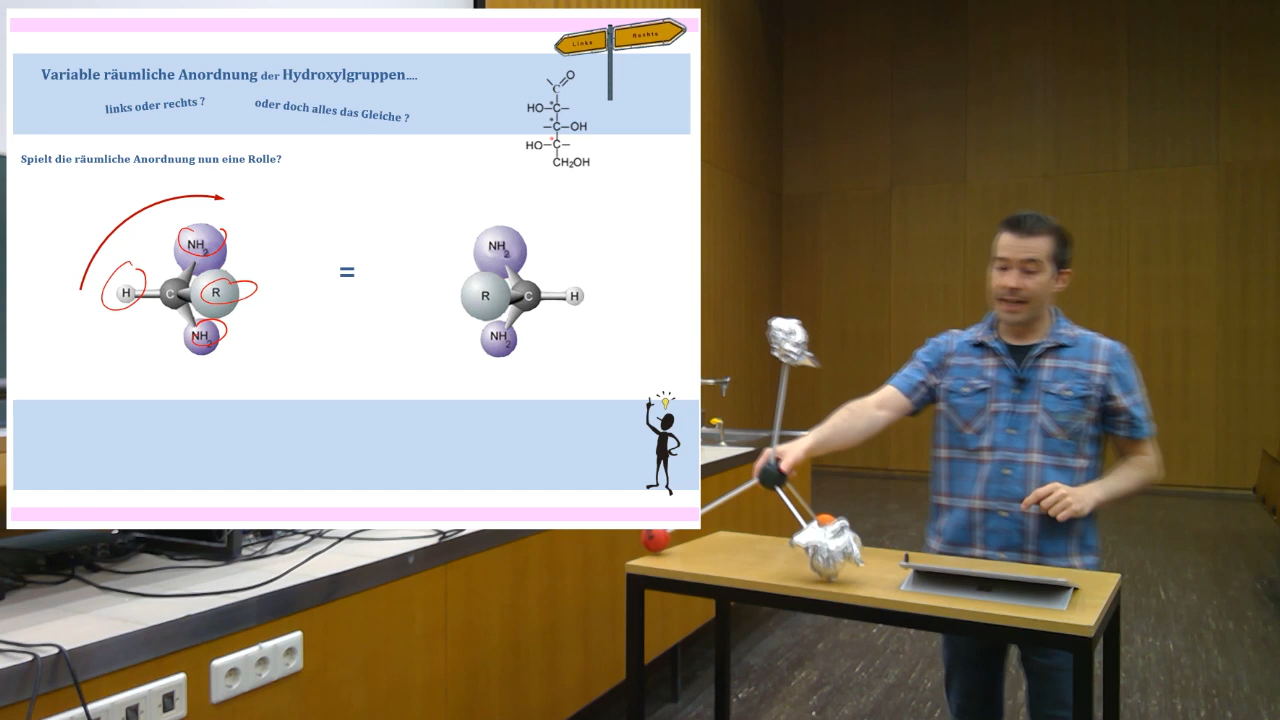 Links
Rechts
Variable räumliche Anordnung der Hydroxylgruppen....
links oder rechts ?
oder doch alles das Gleiche ?
O
C
HO-*C-
-*C-OH
HO-*C-
CH2OH
Spielt die räumliche Anordnung nun eine Rolle?
NH2
H
C
R
NH2
=
NH2
R
C
H
NH2